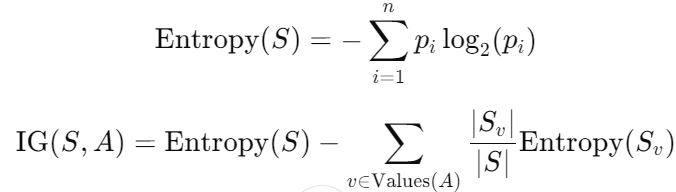 Entropy(S) = − ∑_{i=1}^{n} p_i log_2(p_i)
IG(S, A) = Entropy(S) − ∑_{v∈Values(A)} |S_v|/|S| Entropy(S_v)